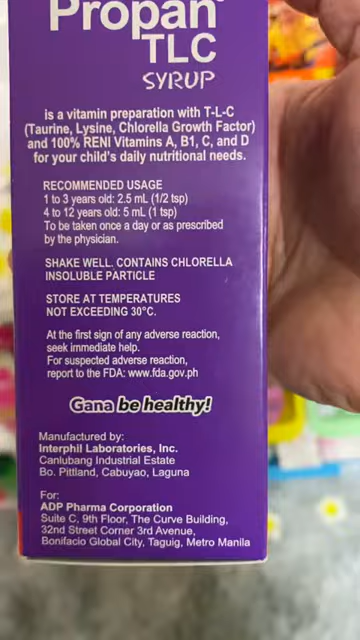 Propan
TLC
SYRUP
is a vitamin preparation with T-L-C
(Taurine, Lysine, Chlorella Growth Factor)
and 100% RENI Vitamins A, B1, C, and D
for your child's daily nutritional needs.
RECOMMENDED USAGE
1 to 3 years old: 2.5 mL (1/2 tsp)
4 to 12 years old: 5 mL (1 tsp)
To be taken once a day or as prescribed
by the physician.
SHAKE WELL. CONTAINS CHLORELLA
INSOLUBLE PARTICLE
STORE AT TEMPERATURES
NOT EXCEEDING 30°C.
At the first sign of any adverse reaction,
seek immediate help.
For suspected adverse reaction,
report to the FDA: www.fda.gov.ph
Gana be healthy!
Manufactured by:
Interphil Laboratories, Inc.
Canlubang Industrial Estate
Bo. Pittland, Cabuyao, Laguna
For:
ADP Pharma Corporation
Suite C, 9th Floor, The Curve Building,
32nd Street Corner 3rd Avenue,
Bonifacio Global City, Taguig, Metro Manila